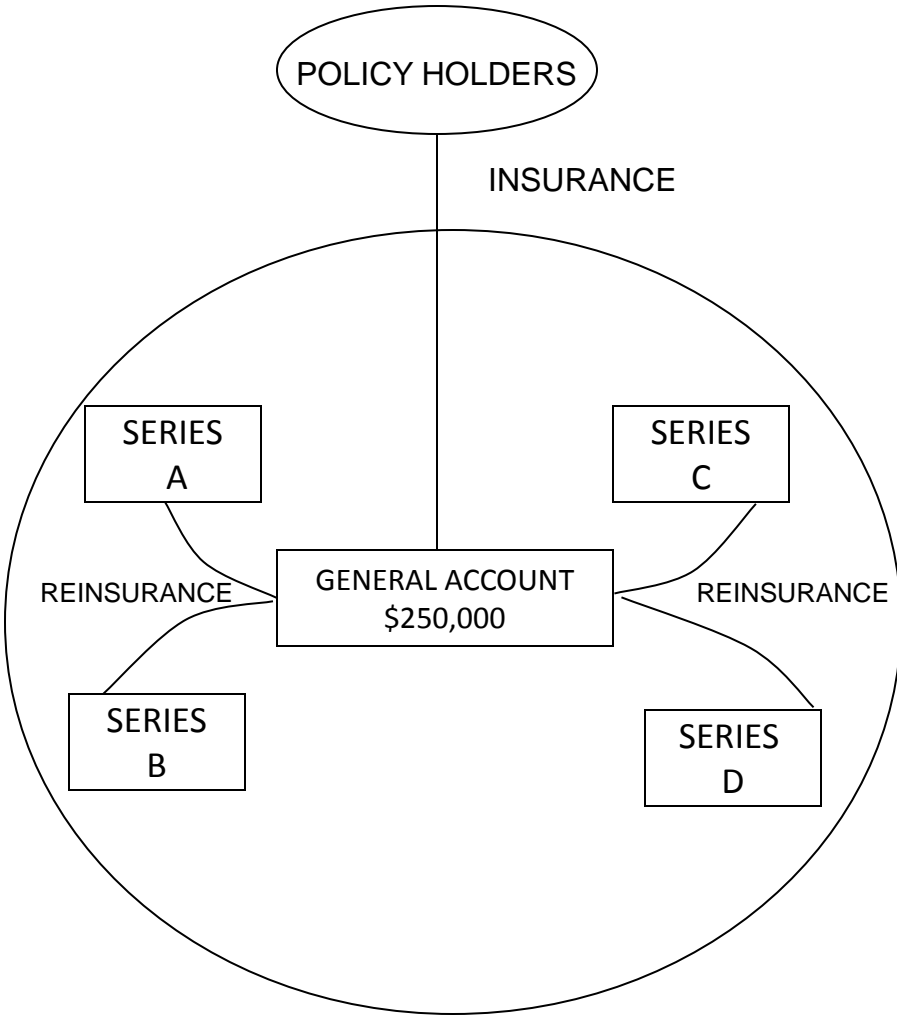 POLICY HOLDERS
INSURANCE
SERIES
A
SERIES
C
GENERAL ACCOUNT
$250,000
REINSURANCE
REINSURANCE
SERIES
B
SERIES
D